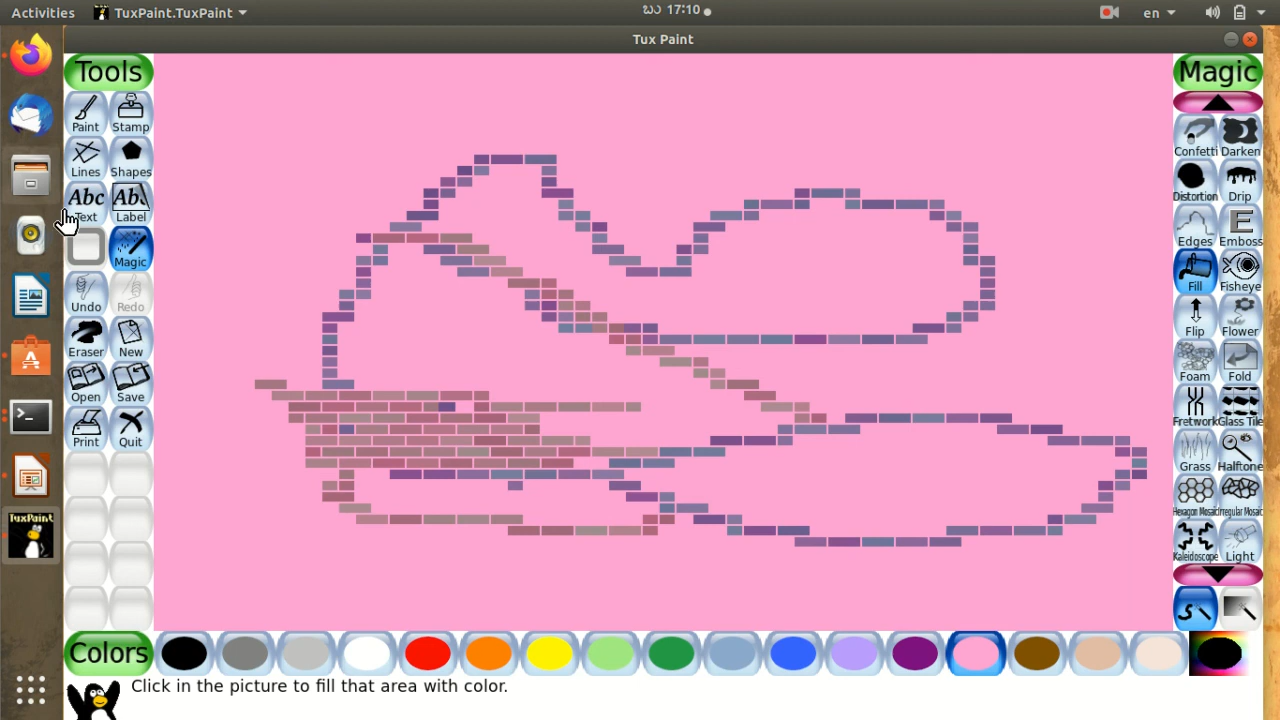 Activities TuxPaint.TuxPaint 17:10 en
Tux Paint
Tools Magic
Paint Stamp
Lines Shapes
Abc Abc
Text Label
Magic
Undo Redo
Eraser New
Open Save
Print Quit
Confetti Darken
Distortion Drip
Edges Emboss
Fill Fisheye
Flip Flower
Foam Fold
Fretwork Glass Tile
Grass Halftone
Hexagon Mosaic Irregular Mosaic
Kaleidoscope Light
TuxPaint
Colors
Click in the picture to fill that area with color.